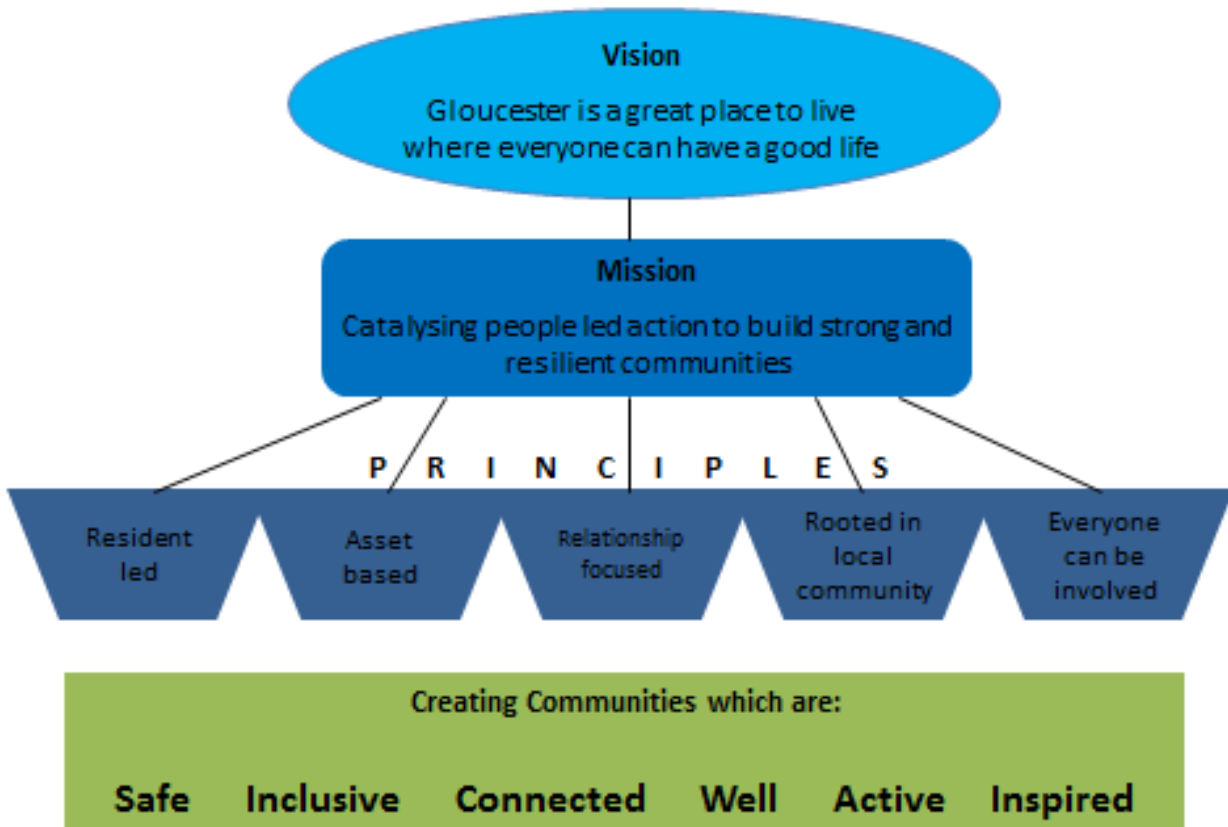 Vision
Gloucester is a great place to live
where everyone can have a good life
Mission
Catalysing people led action to build strong and
resilient communities
P R I N C I P L E S
Resident
led
Asset
based
Relationship
focused
Rooted in
local
community
Everyone
can be
involved
Creating Communities which are:
Safe Inclusive Connected Well Active Inspired